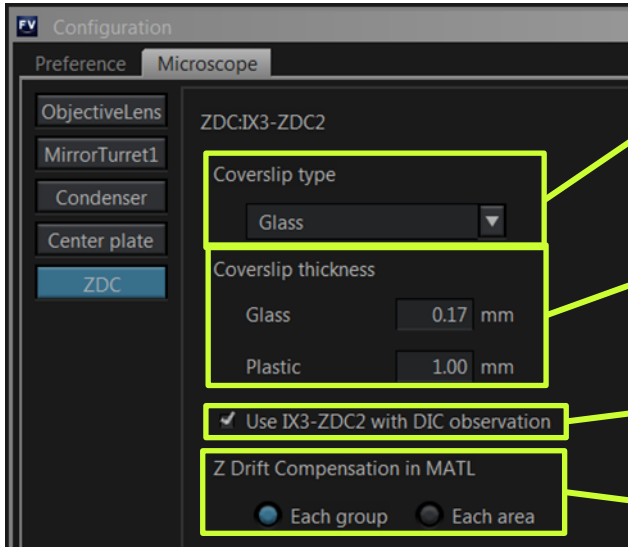 FV Configuration
Preference Microscope
ObjectiveLens
MirrorTurret1
Condenser
Center plate
ZDC
ZDC:IX3-ZDC2
Coverslip type
Glass
Coverslip thickness
Glass 0.17 mm
Plastic 1.00 mm
Use IX3-ZDC2 with DIC observation
Z Drift Compensation in MATL
Each group Each area